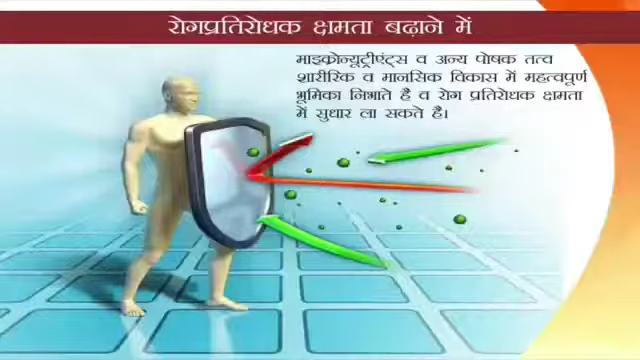 रोगप्रतिरोधक क्षमता बढ़ाने में
माइक्रोन्यूट्रीएंट्स व अन्य पोषक तत्व
शारीरिक व मानसिक विकास में महत्वपूर्ण
भूमिका निभाते है व रोग प्रतिरोधक क्षमता
में सुधार ला सकते है।